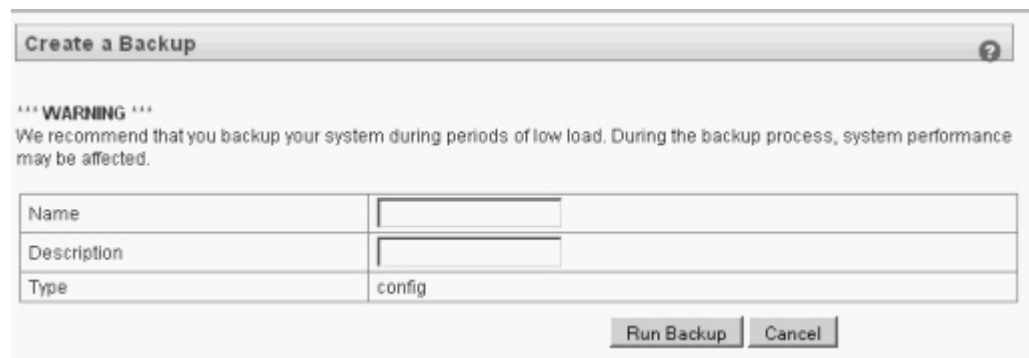 Create a Backup
?
*** WARNING ***
We recommend that you backup your system during periods of low load. During the backup process, system performance
may be affected.
Name
Description
Type config
Run Backup Cancel